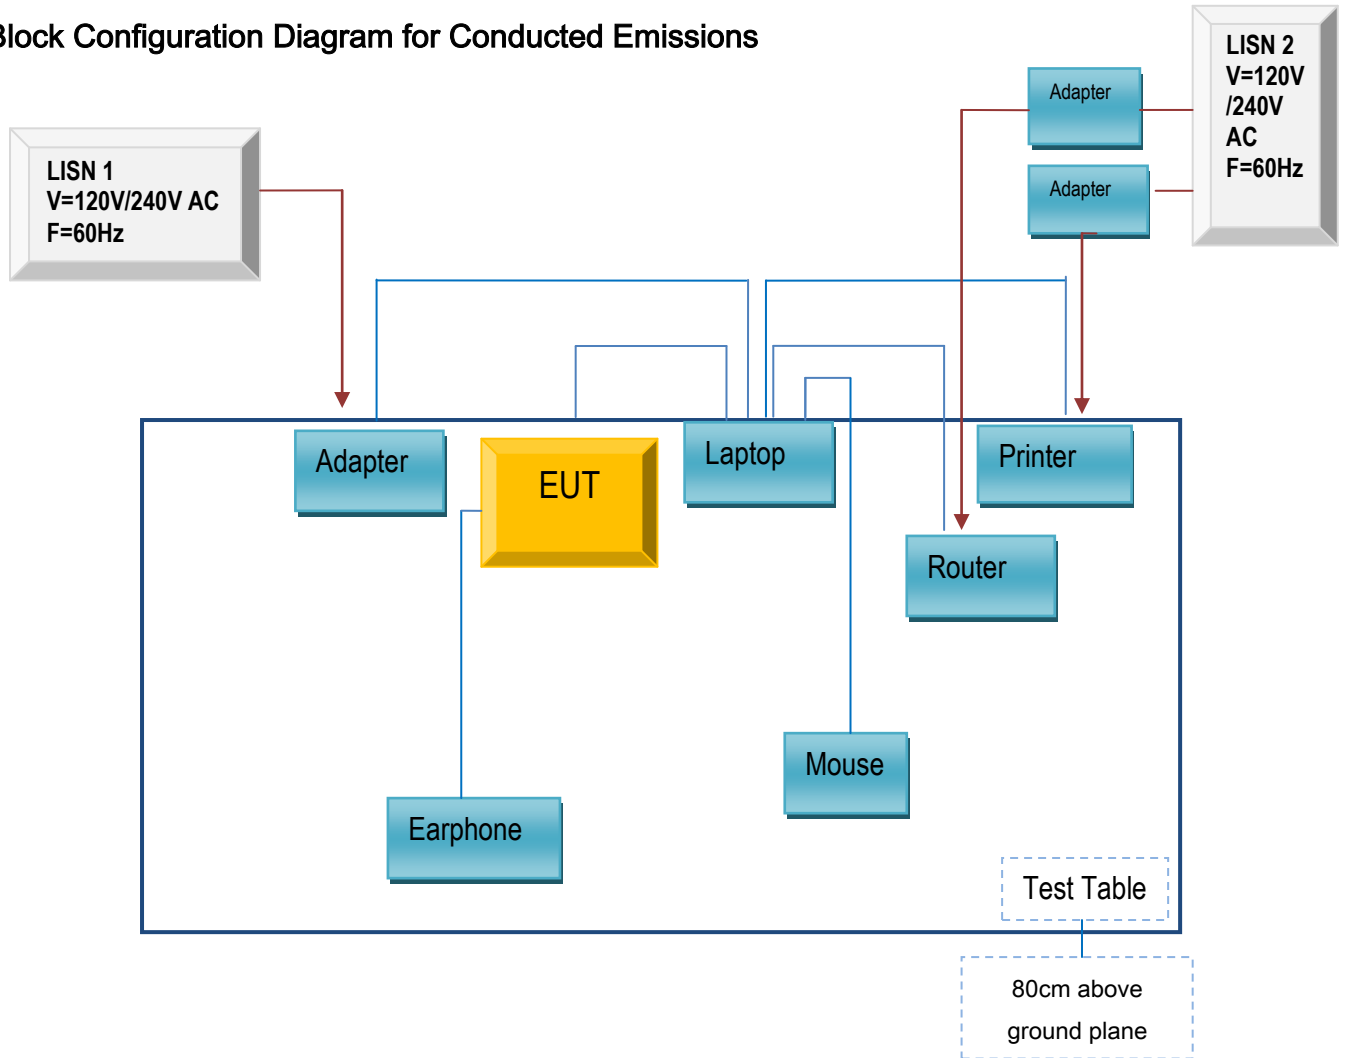 Block Configuration Diagram for Conducted Emissions
LISN 1
V=120V/240V AC
F=60Hz
Adapter
Adapter
LISN 2
V=120V
/240V
AC
F=60Hz
Adapter
EUT
Laptop
Printer
Router
Mouse
Earphone
Test Table
80cm above
ground plane